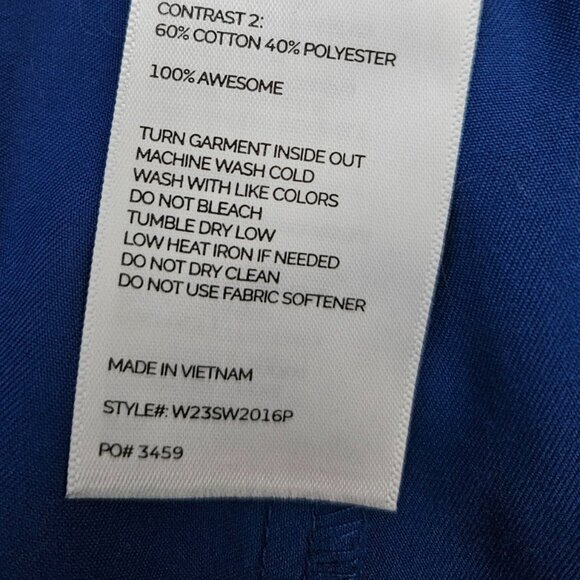 CONTRAST 2:
60% COTTON 40% POLYESTER
100% AWESOME
TURN GARMENT INSIDE OUT
MACHINE WASH COLD
WASH WITH LIKE COLORS
DO NOT BLEACH
TUMBLE DRY LOW
LOW HEAT IRON IF NEEDED
DO NOT DRY CLEAN
DO NOT USE FABRIC SOFTENER
MADE IN VIETNAM
STYLE#: W23SW2016P
PO# 3459